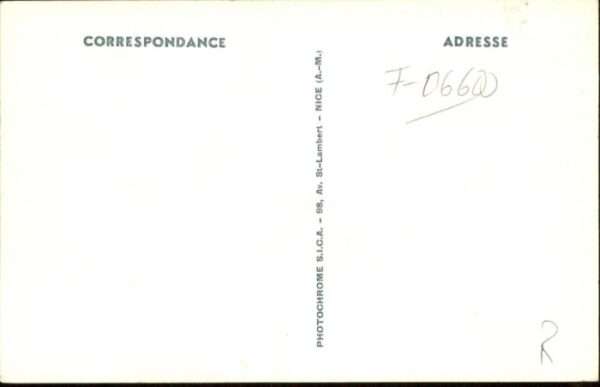 CORRESPONDANCE
ADRESSE
F-06600
PHOTOCHROME S.I.C.A. - 98, Av. St-Lambert - NICE (A.-M.)
R